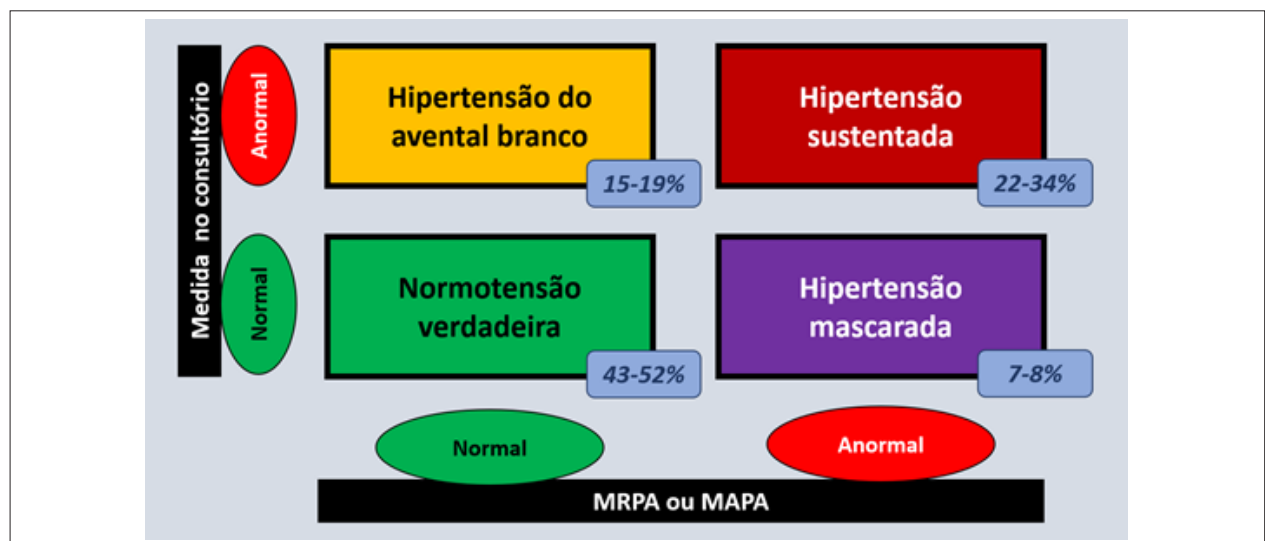 Medida no consultório
Anormal
Hipertensão do
avental branco
15-19%
Hipertensão
sustentada
22-34%
Normal
Normotensão
verdadeira
43-52%
Hipertensão
mascarada
7-8%
Normal
Anormal
MRPA ou MAPA